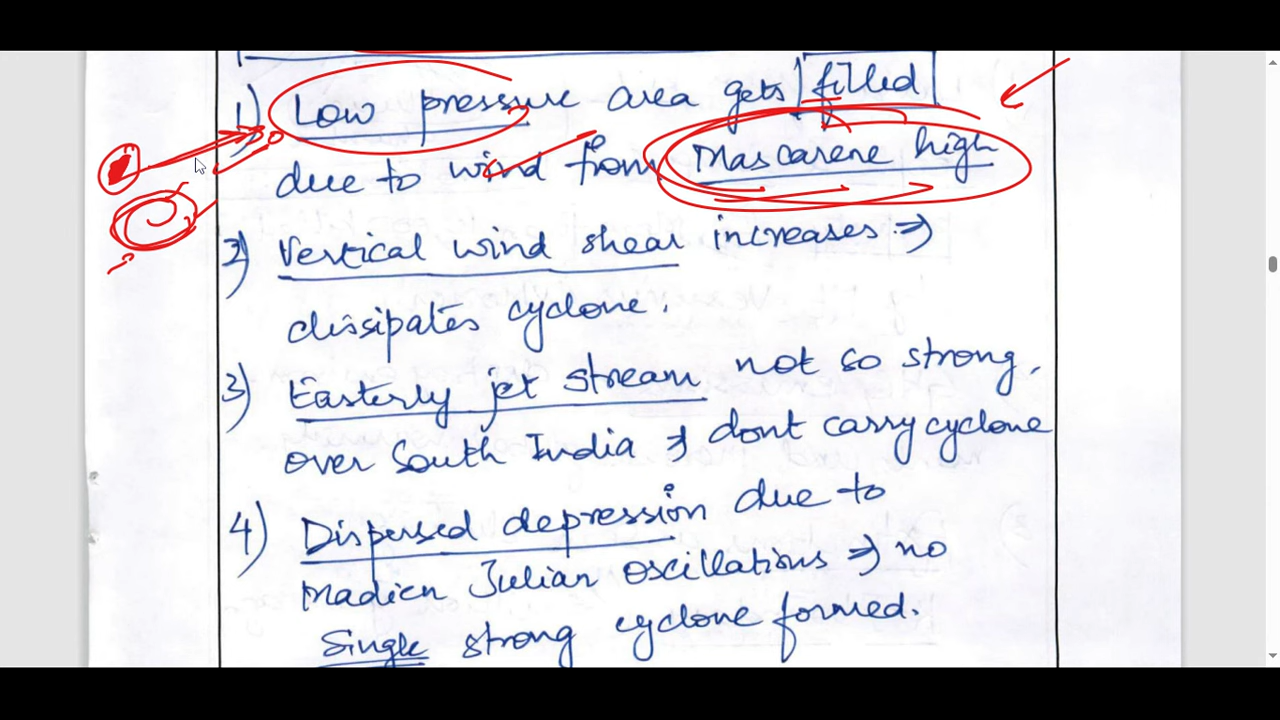 1) Low pressure area gets filled
due to wind from Mascarene high
2) Vertical wind shear increases ⇒
dissipates cyclone.
3) Easterly jet stream not so strong.
over South India ⇒ dont carry cyclone
4) Dispersed depression due to
Madien Julian oscillations ⇒ no
Single strong cyclone formed.